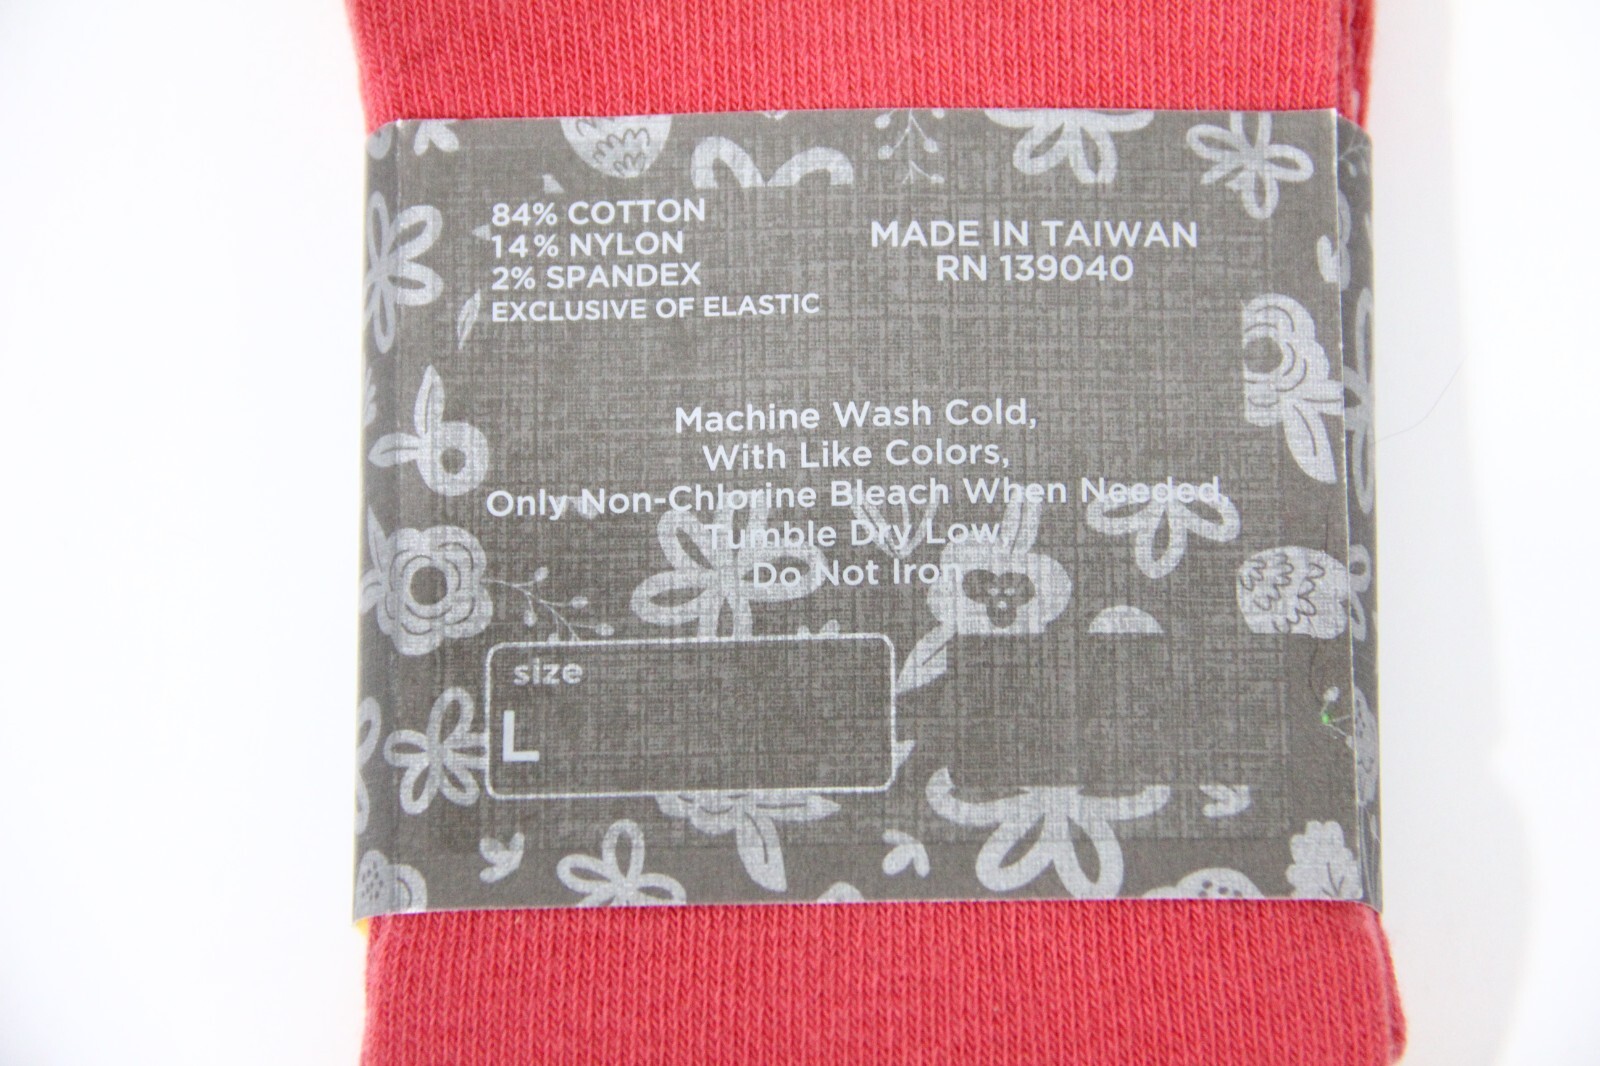 84% COTTON
14% NYLON
2% SPANDEX
EXCLUSIVE OF ELASTIC
MADE IN TAIWAN
RN 139040
Machine Wash Cold,
With Like Colors,
Only Non-Chlorine Bleach When Needed,
Tumble Dry Low,
Do Not Iron
size
L